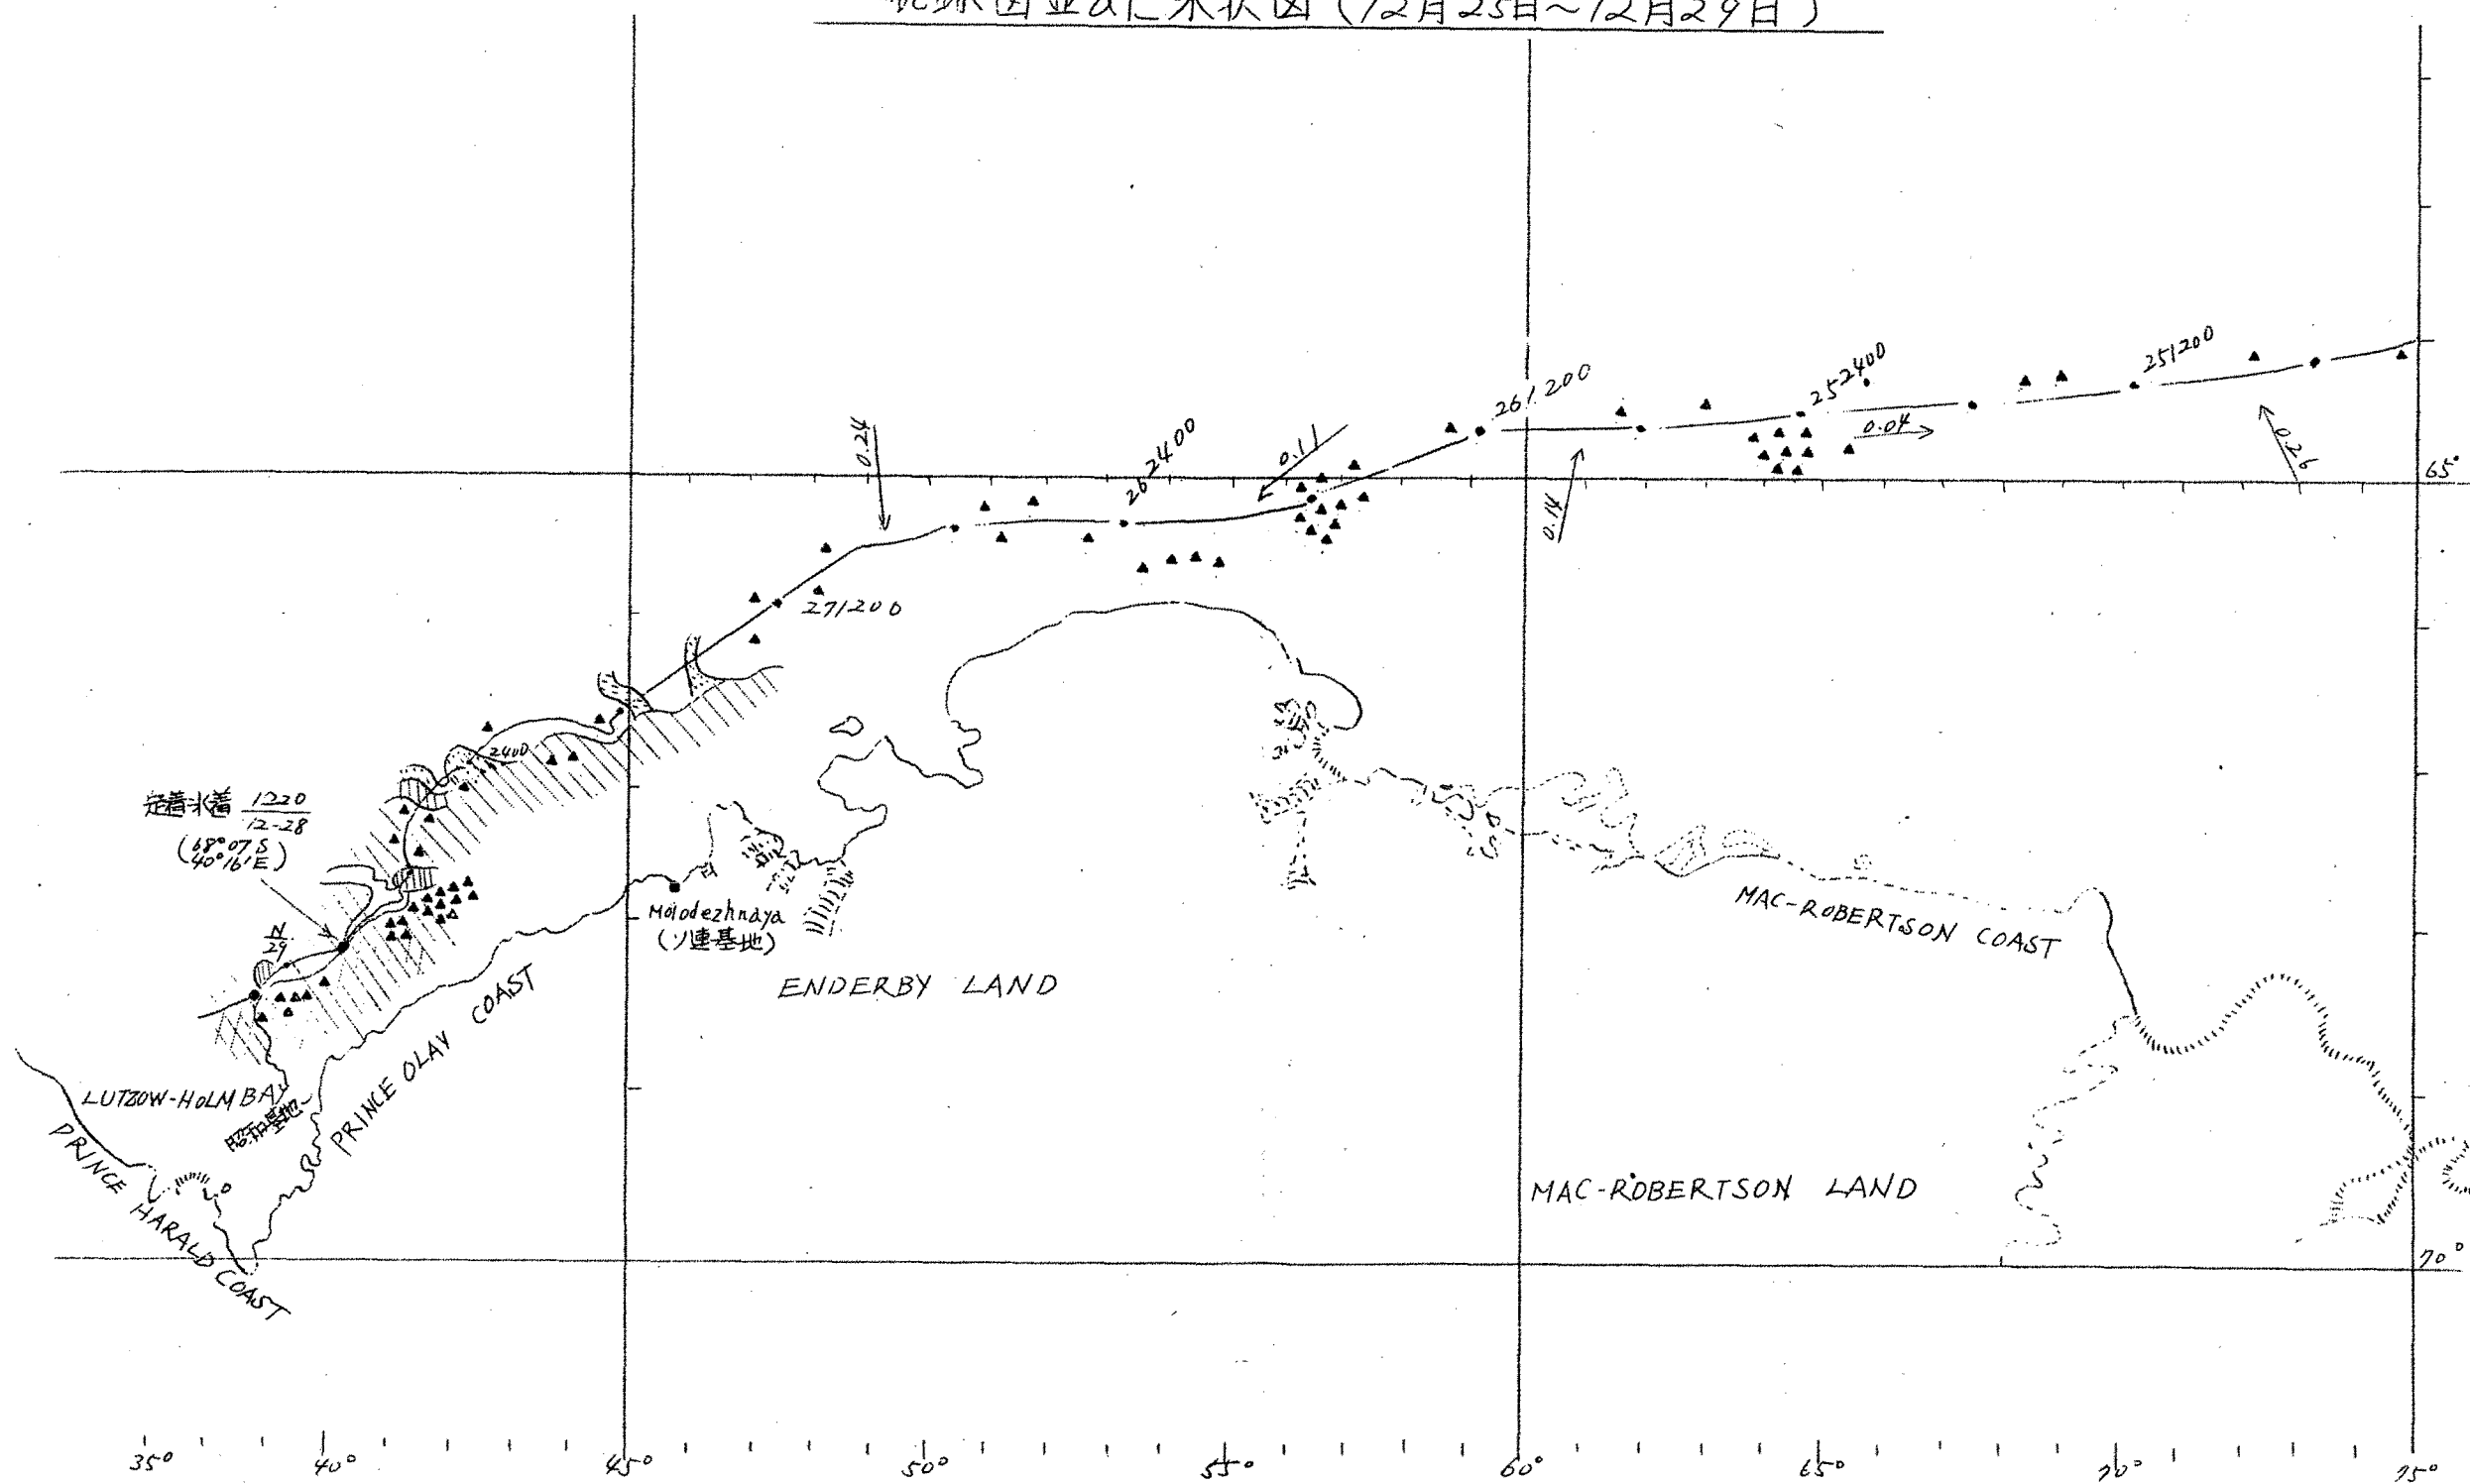 航跡図並びに氷状図 (12月25日~12月29日)
251200
252400
0.04
0.26
65°
261200
0.14
0.11
262400
0.24
271200
2400
定着氷着 1220
12-28
(68°07'S
40°16'E)
N
29
Molodezhnaya
(ソ連基地)
ENDERBY LAND
MAC-ROBERTSON COAST
PRINCE OLAV COAST
LUTZOW-HOLM BAY
昭和基地
PRINCE HARALD COAST
MAC-ROBERTSON LAND
70°
35° 40° 45° 50° 55° 60° 65° 70° 75°